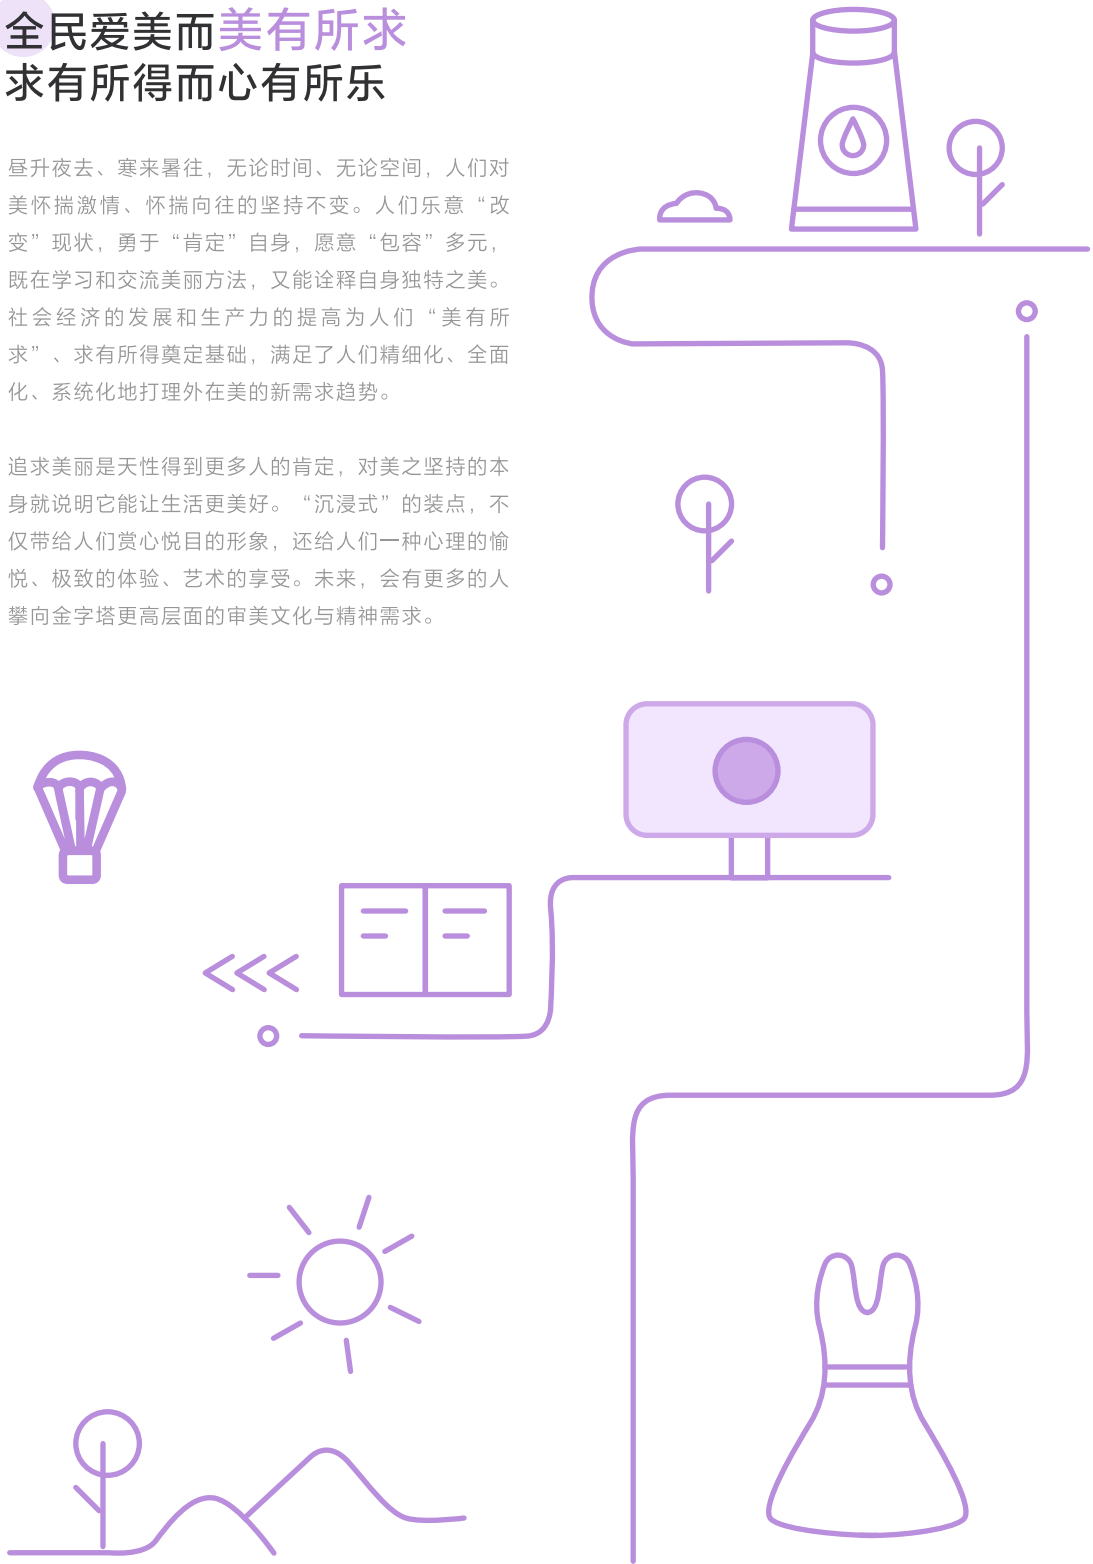 全民爱美而美有所求
求有所得而心有所乐
昼升夜去、寒来暑往，无论时间、无论空间，人们对
美怀揣激情、怀揣向往的坚持不变。人们乐意“改
变”现状，勇于“肯定”自身，愿意“包容”多元，
既在学习和交流美丽方法，又能诠释自身独特之美。
社会经济的发展和生产力的提高为人们“美有所
求”、求有所得奠定基础，满足了人们精细化、全面
化、系统化地打理外在美的新需求趋势。
追求美丽是天性得到更多人的肯定，对美之坚持的本
身就说明它能让生活更美好。“沉浸式”的装点，不
仅带给人们赏心悦目的形象，还给人们一种心理的愉
悦、极致的体验、艺术的享受。未来，会有更多的人
攀向金字塔更高层面的审美文化与精神需求。